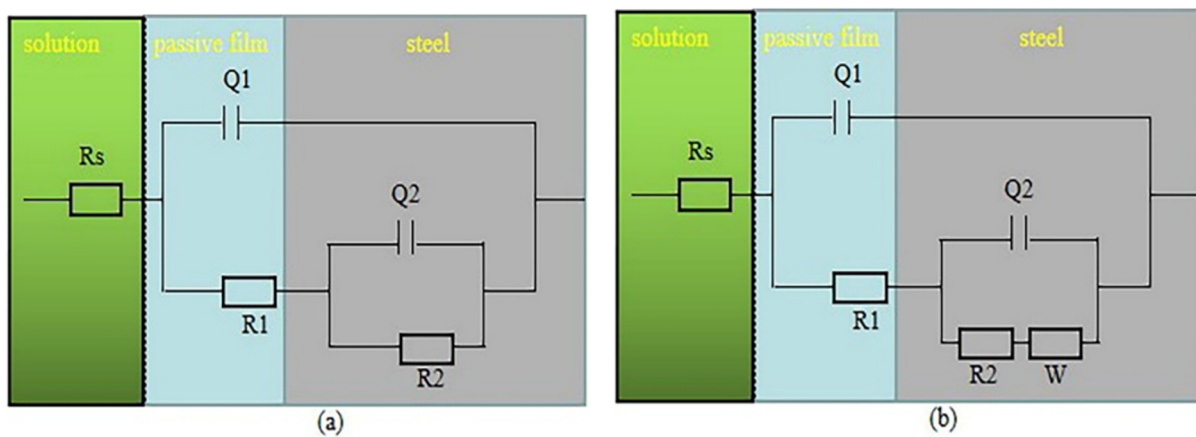 solution passive film steel
Q1
Rs
Q2
R1
R2
(a)
solution passive film steel
Q1
Rs
Q2
R1
R2 W
(b)